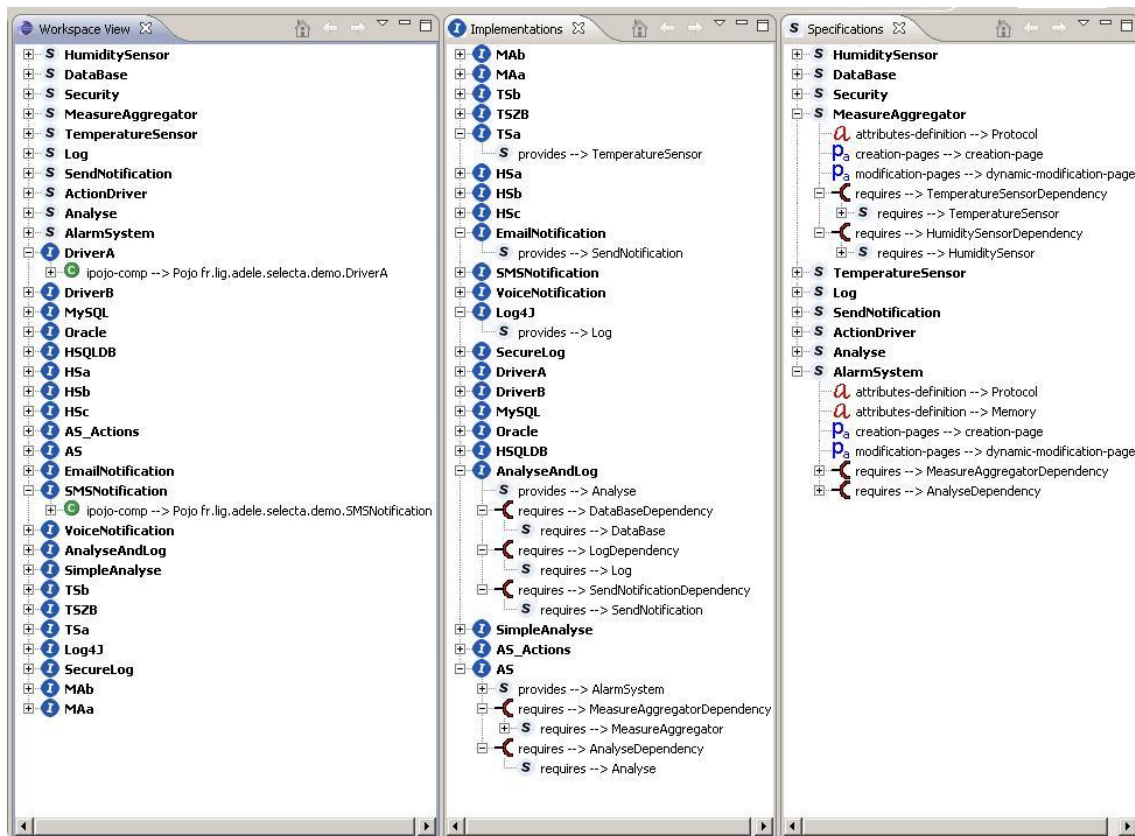 Workspace View
S HumiditySensor
S DataBase
S Security
S MeasureAggregator
S TemperatureSensor
S Log
S SendNotification
S ActionDriver
S Analyse
S AlarmSystem
I DriverA
C ipojo-comp --> Pojo fr.lig.adele.selecta.demo.DriverA
I DriverB
I MySQL
I Oracle
I HSQLDB
I HSa
I HSb
I HSc
I AS_Actions
I AS
I EmailNotification
I SMSNotification
C ipojo-comp --> Pojo fr.lig.adele.selecta.demo.SMSNotification
I VoiceNotification
I AnalyseAndLog
I SimpleAnalyse
I TSb
I TSZB
I TSa
I Log4J
I SecureLog
I MAb
I MAa
I Implementations
I MAb
I MAa
I TSb
I TSZB
I TSa
S provides --> TemperatureSensor
I HSa
I HSb
I HSc
I EmailNotification
S provides --> SendNotification
I SMSNotification
I VoiceNotification
I Log4J
S provides --> Log
I SecureLog
I DriverA
I DriverB
I MySQL
I Oracle
I HSQLDB
I AnalyseAndLog
S provides --> Analyse
requires --> DataBaseDependency
S requires --> DataBase
requires --> LogDependency
S requires --> Log
requires --> SendNotificationDependency
S requires --> SendNotification
I SimpleAnalyse
I AS_Actions
I AS
S provides --> AlarmSystem
requires --> MeasureAggregatorDependency
S requires --> MeasureAggregator
requires --> AnalyseDependency
S requires --> Analyse
S Specifications
S HumiditySensor
S DataBase
S Security
S MeasureAggregator
a attributes-definition --> Protocol
Pa creation-pages --> creation-page
Pa modification-pages --> dynamic-modification-page
requires --> TemperatureSensorDependency
S requires --> TemperatureSensor
requires --> HumiditySensorDependency
S requires --> HumiditySensor
S TemperatureSensor
S Log
S SendNotification
S ActionDriver
S Analyse
S AlarmSystem
a attributes-definition --> Protocol
a attributes-definition --> Memory
Pa creation-pages --> creation-page
Pa modification-pages --> dynamic-modification-page
requires --> MeasureAggregatorDependency
requires --> AnalyseDependency